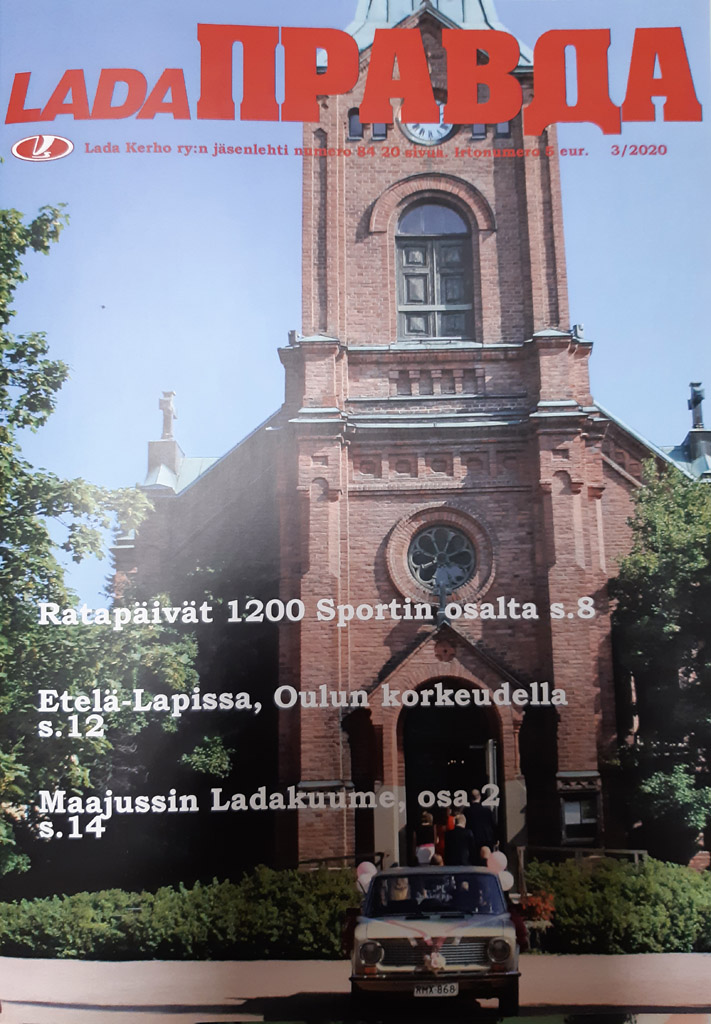 LADA ПРАВДА
Lada Kerho ry:n jäsenlehti numero 84 20 sivua. Irtonumero 5 eur. 3/2020
Ratapäivät 1200 Sportin osalta s.8
Etelä-Lapissa, Oulun korkeudella
s.12
Maajussin Ladakuume, osa 2
s.14
RMX-868